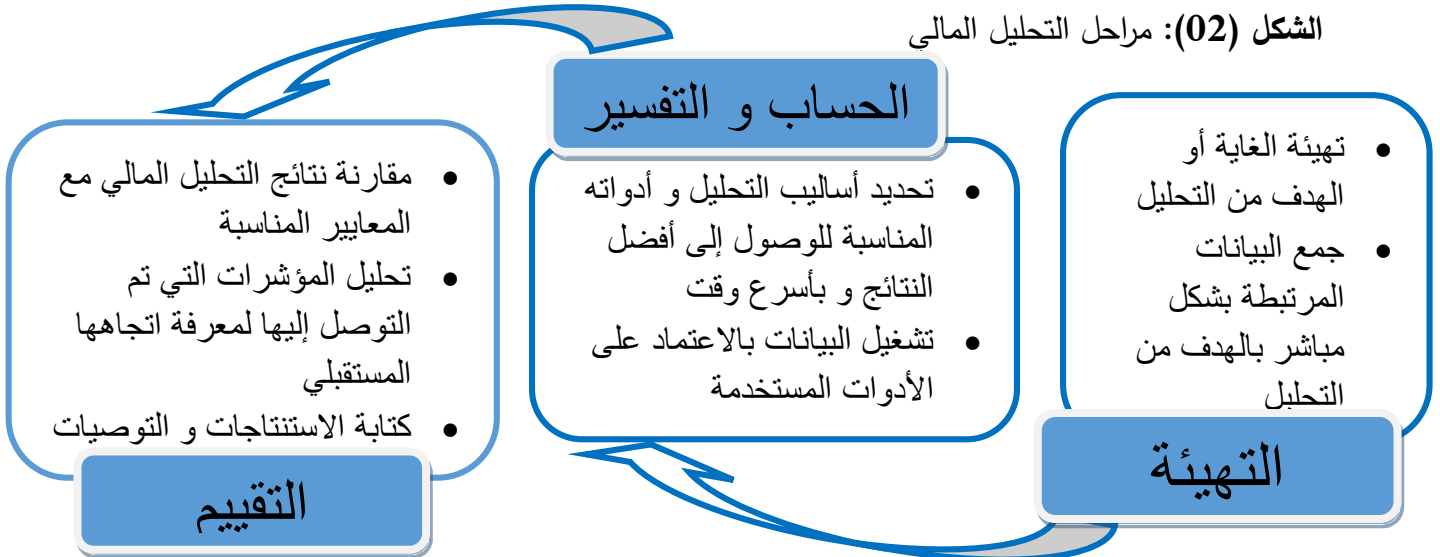 الشكل (02): مراحل التحليل المالي
تهيئة الغاية أو
الهدف من التحليل
جمع البيانات
المرتبطة بشكل
مباشر بالهدف من
التحليل
التهيئة
الحساب و التفسير
تحديد أساليب التحليل و أدواته
المناسبة للوصول إلى أفضل
النتائج و بأسرع وقت
تشغيل البيانات بالاعتماد على
الأدوات المستخدمة
مقارنة نتائج التحليل المالي مع
المعايير المناسبة
تحليل المؤشرات التي تم
التوصل إليها لمعرفة اتجاهها
المستقبلي
كتابة الاستنتاجات و التوصيات
التقييم